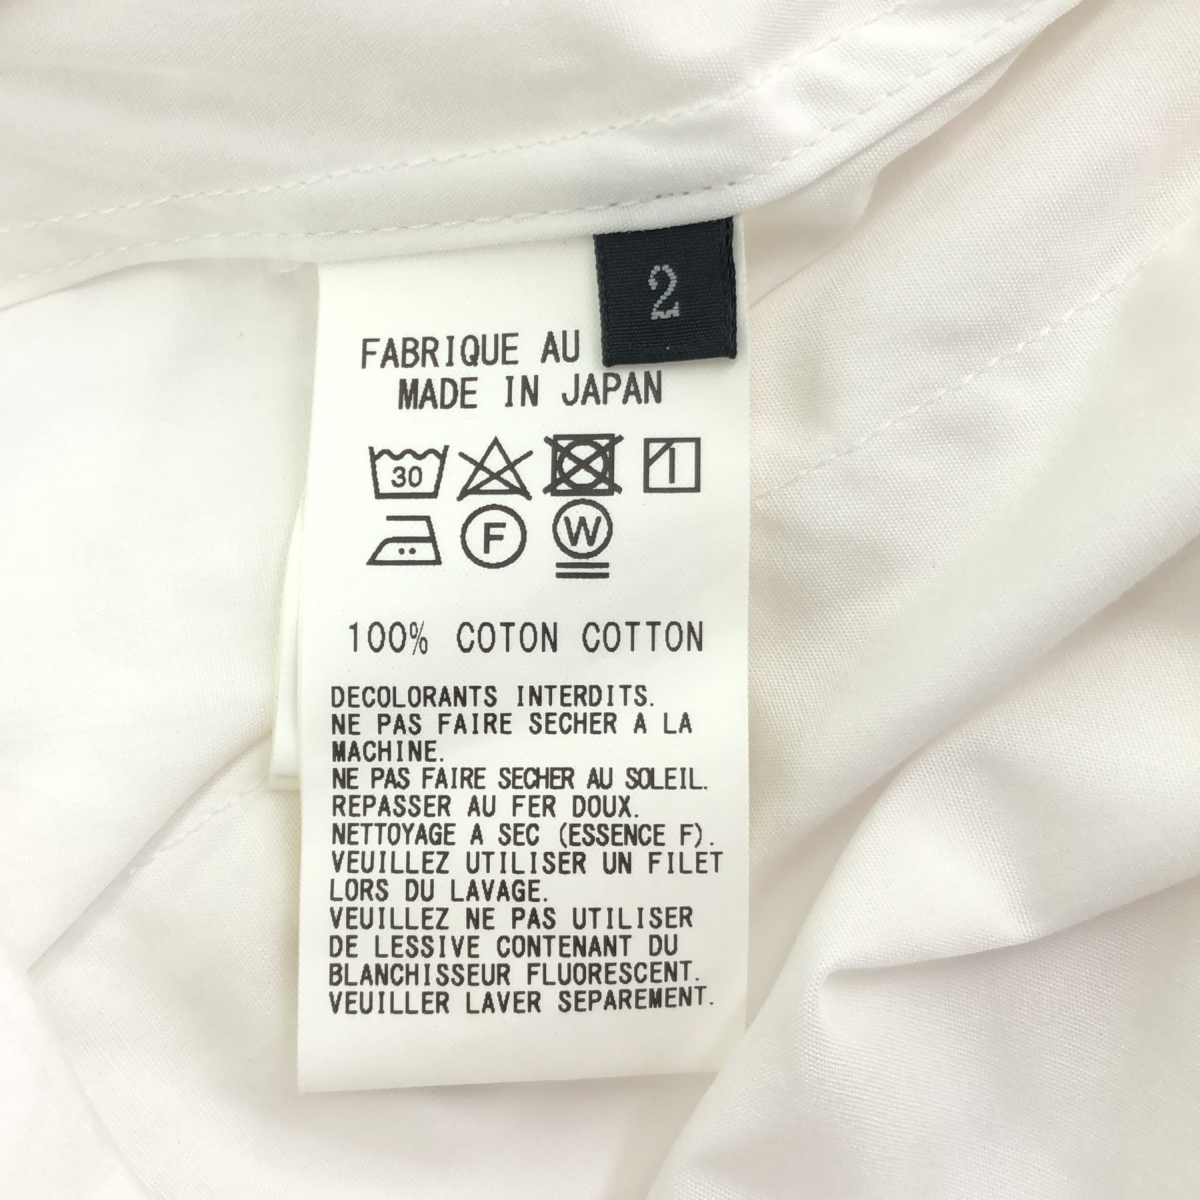 2
FABRIQUE AU
MADE IN JAPAN
30
F
W
100% COTON COTTON
DECOLORANTS INTERDITS.
NE PAS FAIRE SECHER A LA
MACHINE.
NE PAS FAIRE SECHER AU SOLEIL.
REPASSER AU FER DOUX.
NETTOYAGE A SEC (ESSENCE F).
VEUILLEZ UTILISER UN FILET
LORS DU LAVAGE.
VEUILLEZ NE PAS UTILISER
DE LESSIVE CONTENANT DU
BLANCHISSEUR FLUORESCENT.
VEUILLER LAVER SEPAREMENT.